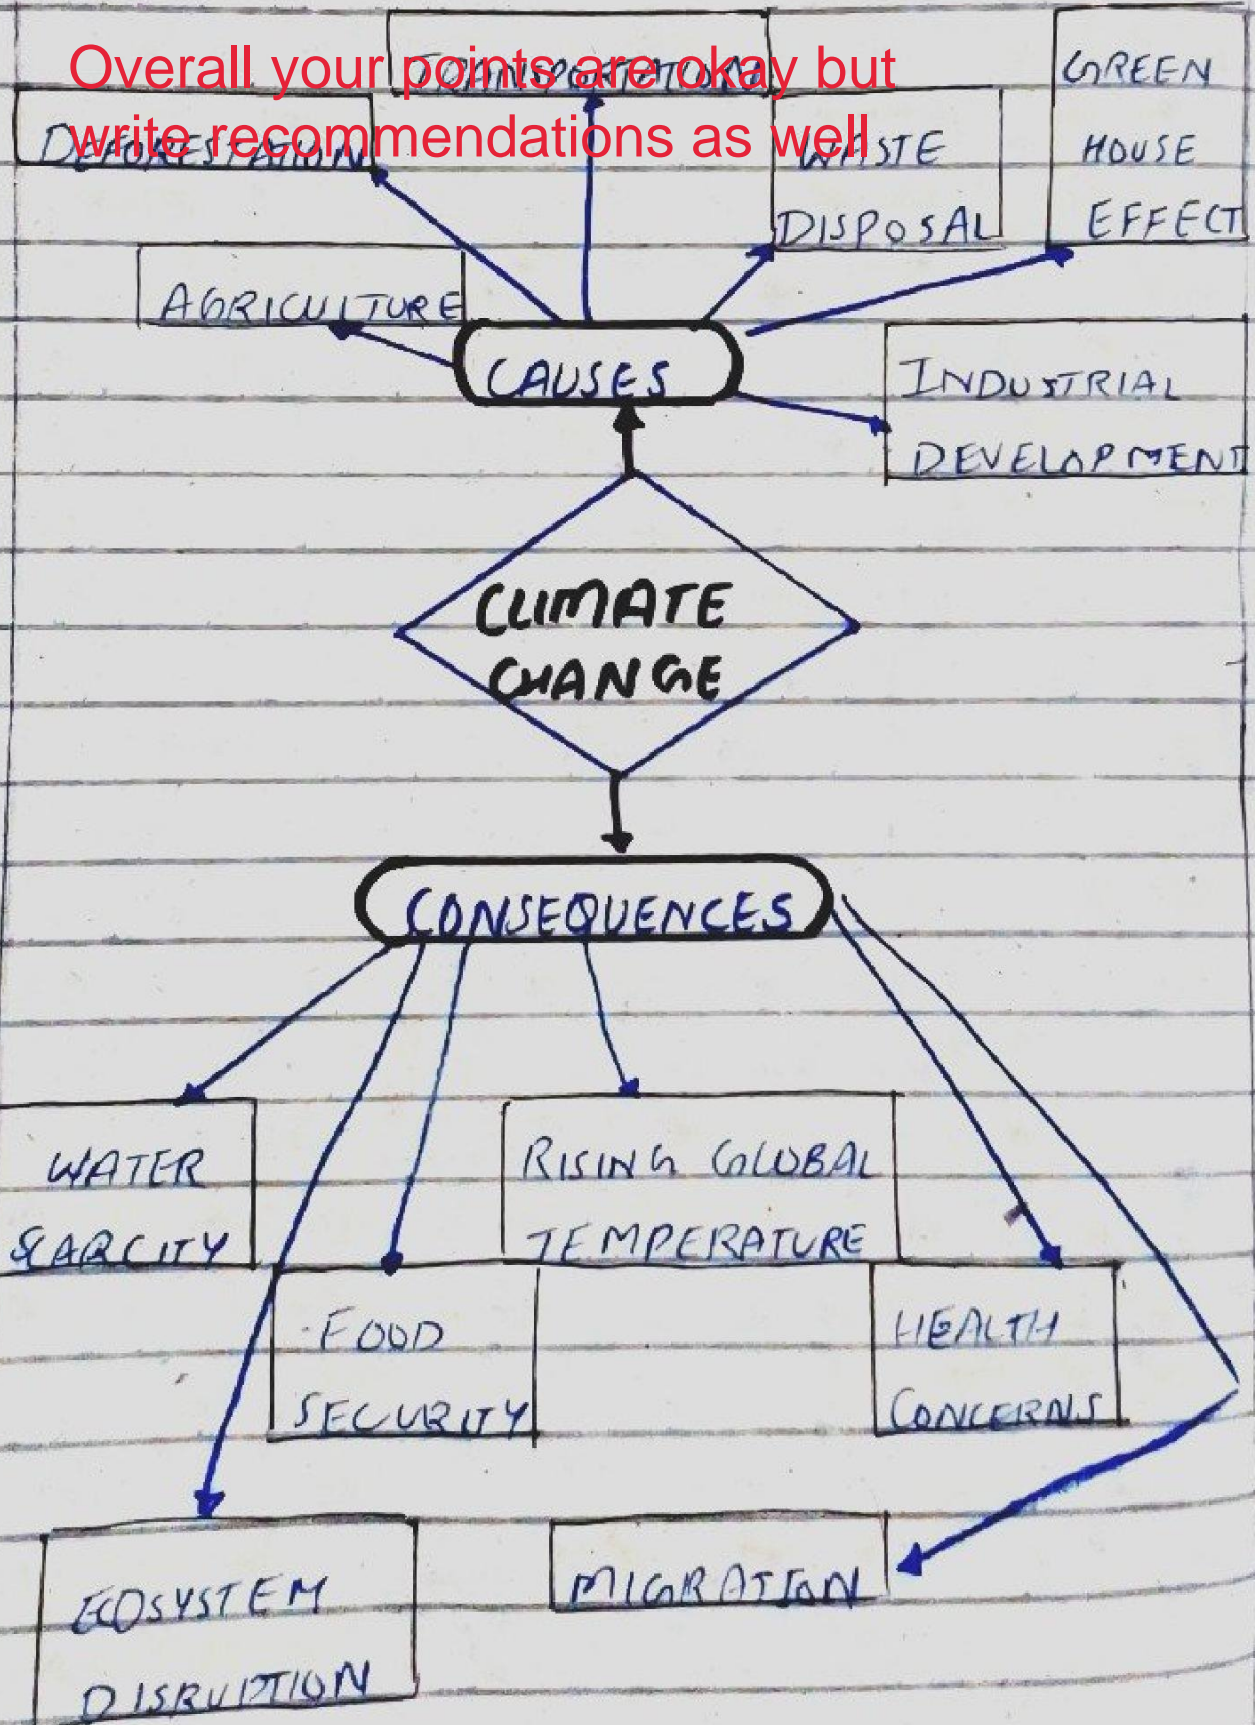 Overall your points are okay but
write recommendations as well
TRANSPORTATION
DEFORESTATION
WASTE
DISPOSAL
GREEN
HOUSE
EFFECT
AGRICULTURE
CAUSES
INDUSTRIAL
DEVELOPMENT
CLIMATE
CHANGE
CONSEQUENCES
WATER
SCARCITY
RISING GLOBAL
TEMPERATURE
FOOD
SECURITY
HEALTH
CONCERNS
ECOSYSTEM
DISRUPTION
MIGRATION